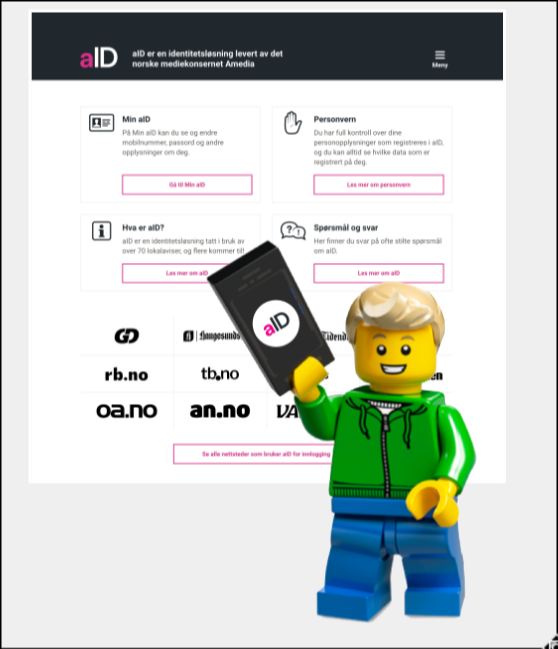 aID
aID er en identitetsløsning levert av det
norske mediekonsernet Amedia
Meny
Min aID
På Min aID kan du se og endre
mobilnummer, passord og andre
opplysninger om deg.
Gå til Min aID
Personvern
Du har full kontroll over dine
personopplysninger som registreres i aID,
og du kan alltid se hvilke data som er
registrert på deg.
Les mer om personvern
Hva er aID?
aID er en identitetsløsning tatt i bruk av
over 70 lokalaviser, og flere kommer til!
Les mer om aID
Spørsmål og svar
Her finner du svar på ofte stilte spørsmål
om aID.
Les mer om aID
aID
GD
rb.no
tb.no
oa.no
an.no
VA
Se alle nettsteder som bruker aID for innlogging